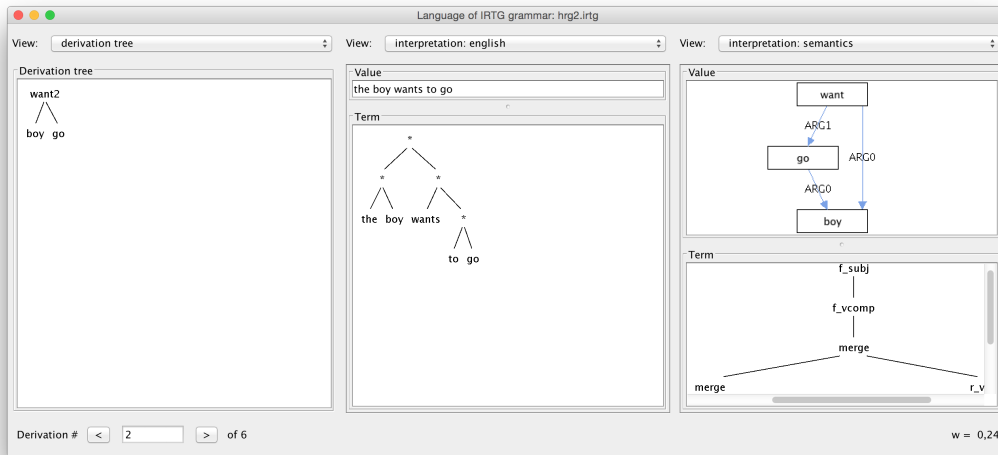 Language of IRTG grammar: hrg2.irtg
View: derivation tree
View: interpretation: english
View: interpretation: semantics
Derivation tree
want2
boy go
Value
the boy wants to go
Term
*
* *
the boy wants *
to go
Value
want
ARG1
go
ARG0
ARG0
boy
Term
f_subj
f_vcomp
merge
merge r_v
Derivation # < 2 > of 6
w = 0,24